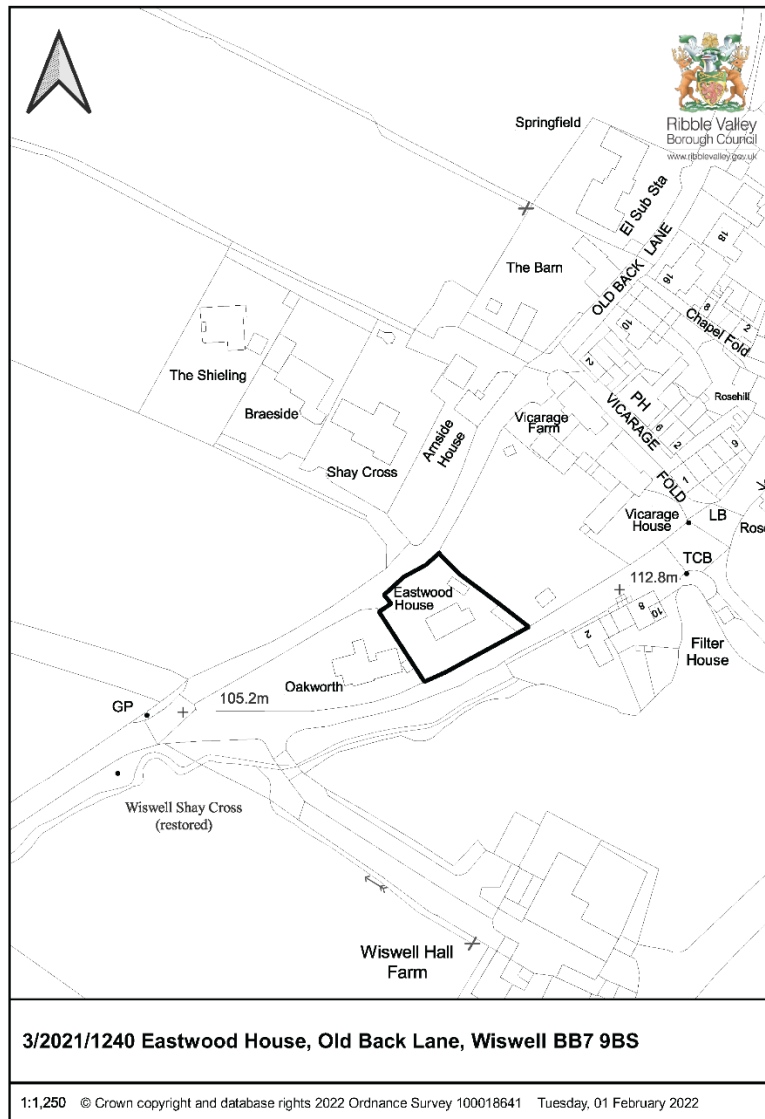 Ribble Valley
Borough Council
www.ribblevalley.gov.uk
Springfield
El Sub Sta
OLD BACK LANE
The Barn
18
16
8
2
Chapel Fold
10
The Shieling
Braeside
Shay Cross
Arnside
House
2
PH
6
2
VICARAGE
FOLD
Rosehill
9
1
Vicarage
Farm
Vicarage
House
LB
TCB
112.8m
Eastwood
House
2
8
10
Filter
House
Oakworth
GP
105.2m
Wiswell Shay Cross
(restored)
Wiswell Hall
Farm
3/2021/1240 Eastwood House, Old Back Lane, Wiswell BB7 9BS
1:1,250 © Crown copyright and database rights 2022 Ordnance Survey 100018641 Tuesday, 01 February 2022